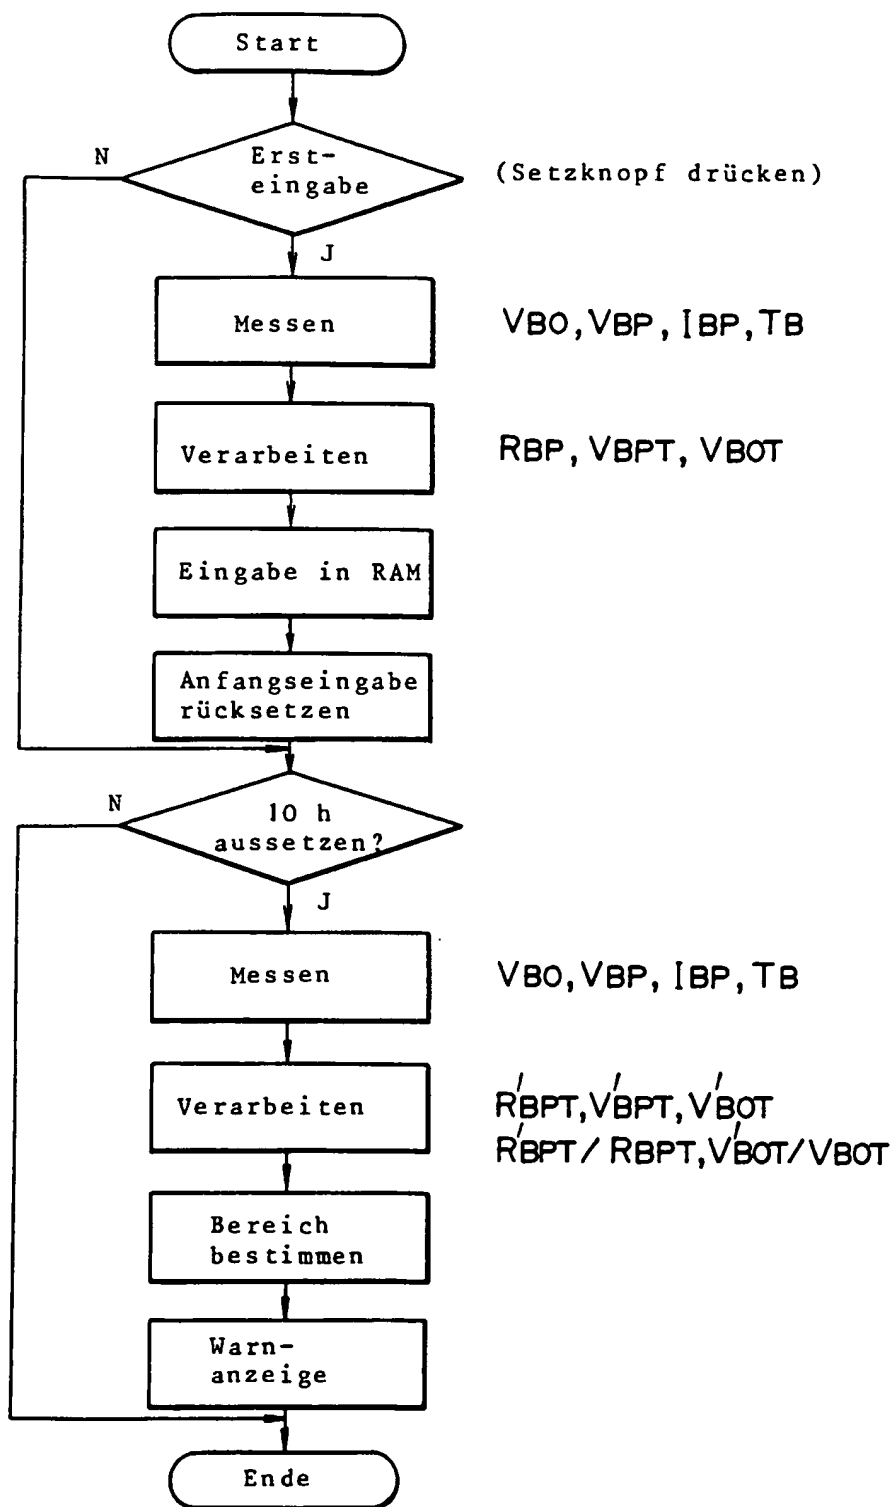 Start
N
Erst-
eingabe
(Setzknopf drücken)
J
Messen
VBO, VBP, IBP, TB
Verarbeiten
RBP, VBPT, VBOT
Eingabe in RAM
Anfangseingabe
rücksetzen
N
10 h
aussetzen?
J
Messen
VBO, VBP, IBP, TB
Verarbeiten
R'BPT, V'BPT, V'BOT
R'BPT / RBPT, V'BOT / VBOT
Bereich
bestimmen
Warn-
anzeige
Ende